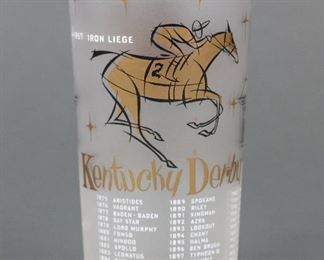 1957 IRON LIEGE
2
Kentucky Derby
1875 ARISTIDES
1876 VAGRANT
1877 BADEN-BADEN
1878 DAY STAR
1879 LORD MURPHY
1880 FONSO
1881 HINDOO
1882 APOLLO
LEONATUS
1889 SPOKANE
1890 RILEY
1891 KINGMAN
1892 AZRA
1893 LOOKOUT
1894 CHANT
1895 HALMA
1896 BEN BRUSH
1897 TYPHOON